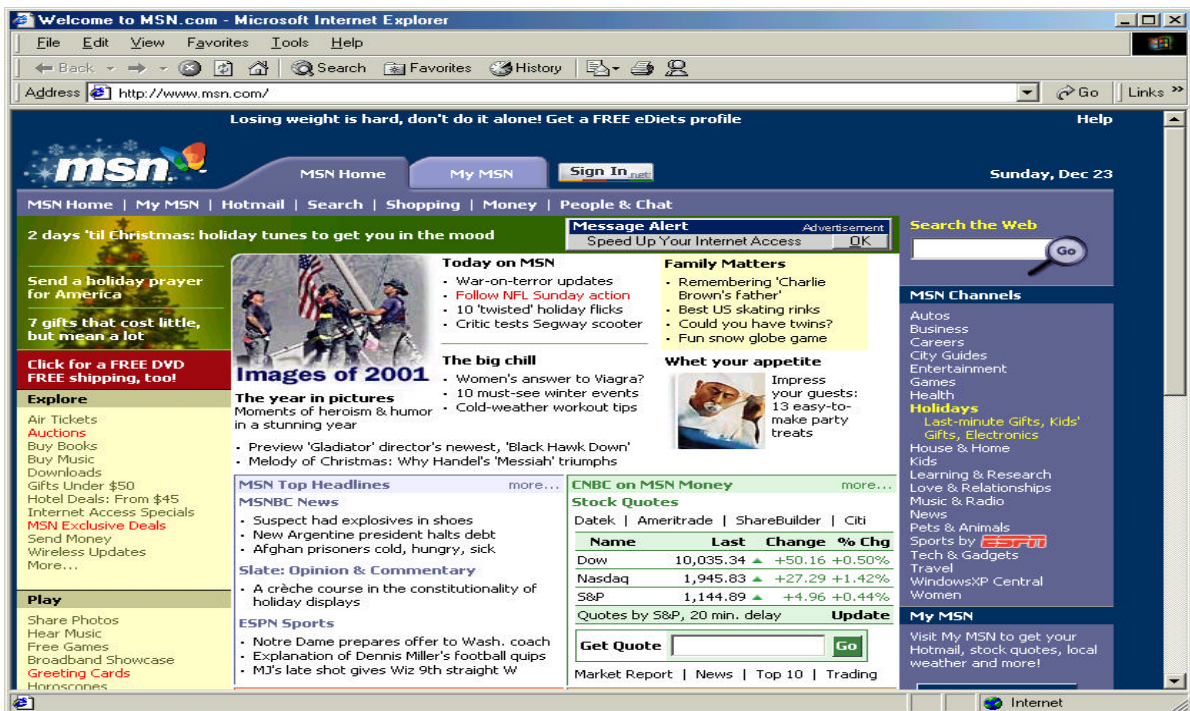 Welcome to MSN.com - Microsoft Internet Explorer
File Edit View Favorites Tools Help
Back Search Favorites History
Address http://www.msn.com/ Go Links »
Losing weight is hard, don't do it alone! Get a FREE eDiets profile Help
msn
MSN Home My MSN Sign In .net Sunday, Dec 23
MSN Home | My MSN | Hotmail | Search | Shopping | Money | People & Chat
2 days 'til Christmas: holiday tunes to get you in the mood
Message Alert Advertisement
Speed Up Your Internet Access OK
Send a holiday prayer
for America
7 gifts that cost little,
but mean a lot
Click for a FREE DVD
FREE shipping, too!
Explore
Air Tickets
Auctions
Buy Books
Buy Music
Downloads
Gifts Under $50
Hotel Deals: From $45
Internet Access Specials
MSN Exclusive Deals
Send Money
Wireless Updates
More...
Play
Share Photos
Hear Music
Free Games
Broadband Showcase
Greeting Cards
Horoscopes
Images of 2001
The year in pictures
Moments of heroism & humor
in a stunning year
Today on MSN
· War-on-terror updates
· Follow NFL Sunday action
· 10 'twisted' holiday flicks
· Critic tests Segway scooter
The big chill
· Women's answer to Viagra?
· 10 must-see winter events
· Cold-weather workout tips
· Preview 'Gladiator' director's newest, 'Black Hawk Down'
· Melody of Christmas: Why Handel's 'Messiah' triumphs
Family Matters
· Remembering 'Charlie
Brown's father'
· Best US skating rinks
· Could you have twins?
· Fun snow globe game
Whet your appetite
Impress
your guests:
13 easy-to-
make party
treats
MSN Top Headlines more...
MSNBC News
· Suspect had explosives in shoes
· New Argentine president halts debt
· Afghan prisoners cold, hungry, sick
Slate: Opinion & Commentary
· A crèche course in the constitutionality of
holiday displays
ESPN Sports
· Notre Dame prepares offer to Wash. coach
· Explanation of Dennis Miller's football quips
· MJ's late shot gives Wiz 9th straight W
CNBC on MSN Money more...
Stock Quotes
Datek | Ameritrade | ShareBuilder | Citi
Name Last Change % Chg
Dow 10,035.34 +50.16 +0.50%
Nasdaq 1,945.83 +27.29 +1.42%
S&P 1,144.89 +4.96 +0.44%
Quotes by S&P, 20 min. delay Update
Get Quote Go
Market Report | News | Top 10 | Trading
Search the Web
Go
MSN Channels
Autos
Business
Careers
City Guides
Entertainment
Games
Health
Holidays
Last-minute Gifts, Kids'
Gifts, Electronics
House & Home
Kids
Learning & Research
Love & Relationships
Music & Radio
News
Pets & Animals
Sports by ESPN
Tech & Gadgets
Travel
WindowsXP Central
Women
My MSN
Visit My MSN to get your
Hotmail, stock quotes, local
weather and more!
Internet